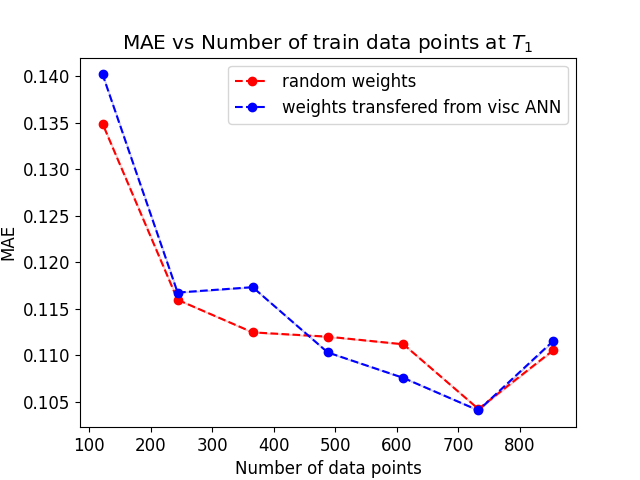 MAE vs Number of train data points at T₁
random weights
weights transfered from visc ANN
0.140
0.135
0.130
0.125
0.120
0.115
0.110
0.105
MAE
100 200 300 400 500 600 700 800
Number of data points